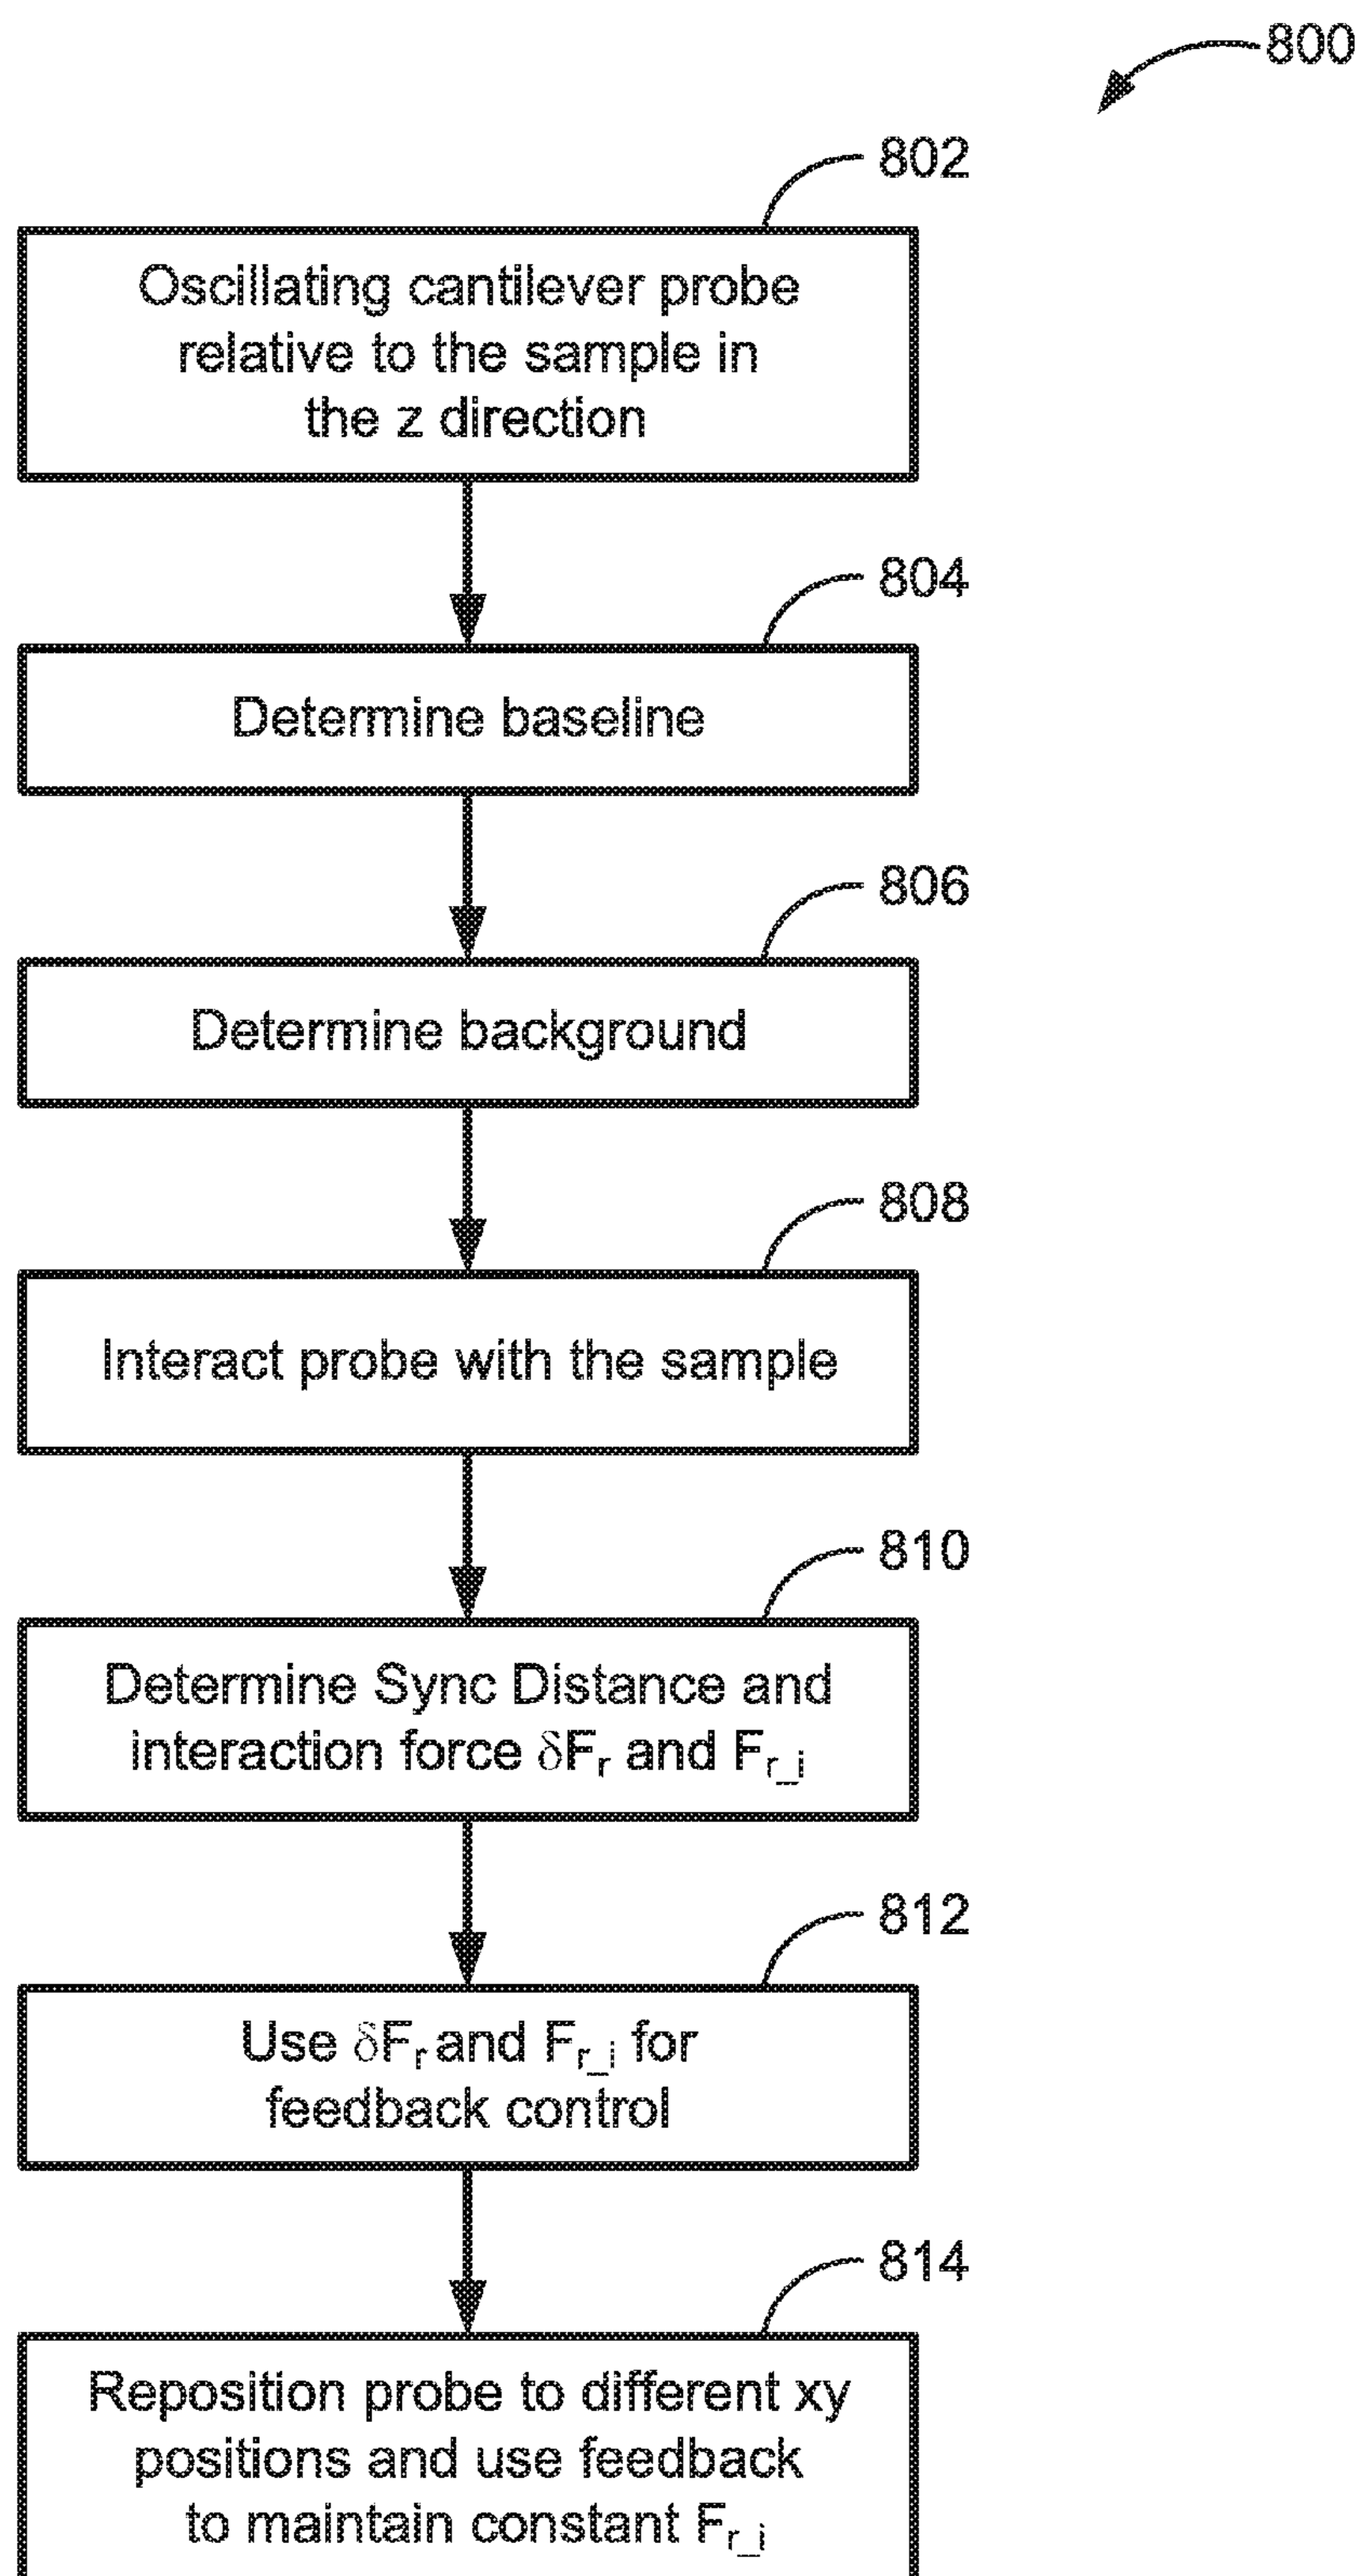 800
802
Oscillating cantilever probe
relative to the sample in
the z direction
804
Determine baseline
806
Determine background
808
Interact probe with the sample
810
Determine Sync Distance and
interaction force δFr and Fr_i
812
Use δFr and Fr_i for
feedback control
814
Reposition probe to different xy
positions and use feedback
to maintain constant Fr_i